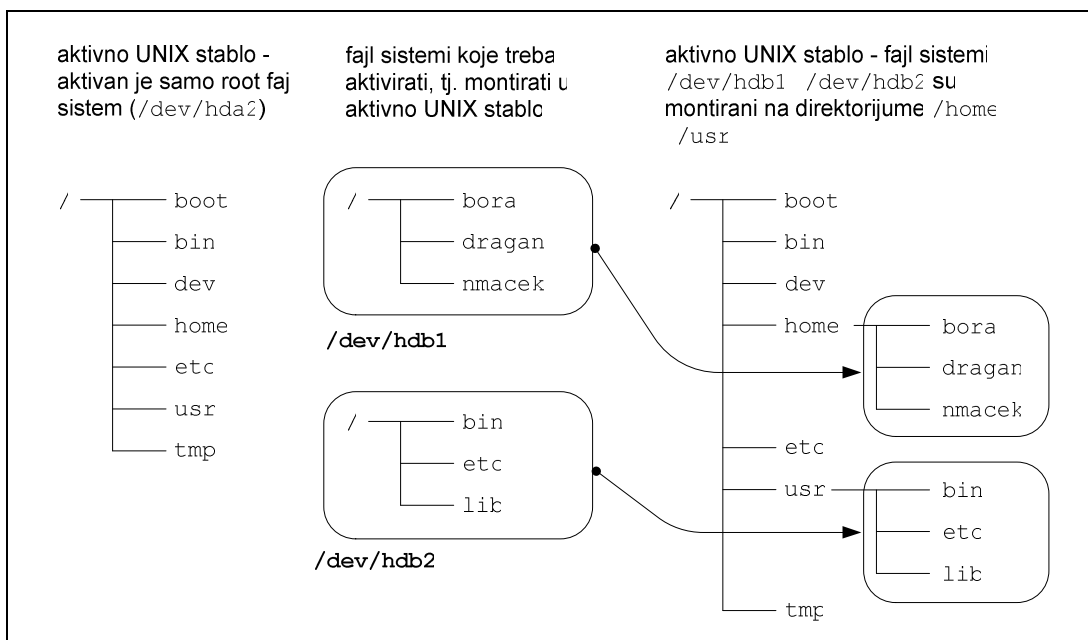 aktivno UNIX stablo -
aktivan je samo root faj
sistem (/dev/hda2)
/
boot
bin
dev
home
etc
usr
tmp
fajl sistemi koje treba
aktivirati, tj. montirati u
aktivno UNIX stablo
/
bora
dragan
nmacek
/dev/hdb1
/
bin
etc
lib
/dev/hdb2
aktivno UNIX stablo - fajl sistemi
/dev/hdb1 /dev/hdb2 su
montirani na direktorijume /home
/usr
/
boot
bin
dev
home
bora
dragan
nmacek
etc
usr
bin
etc
lib
tmp